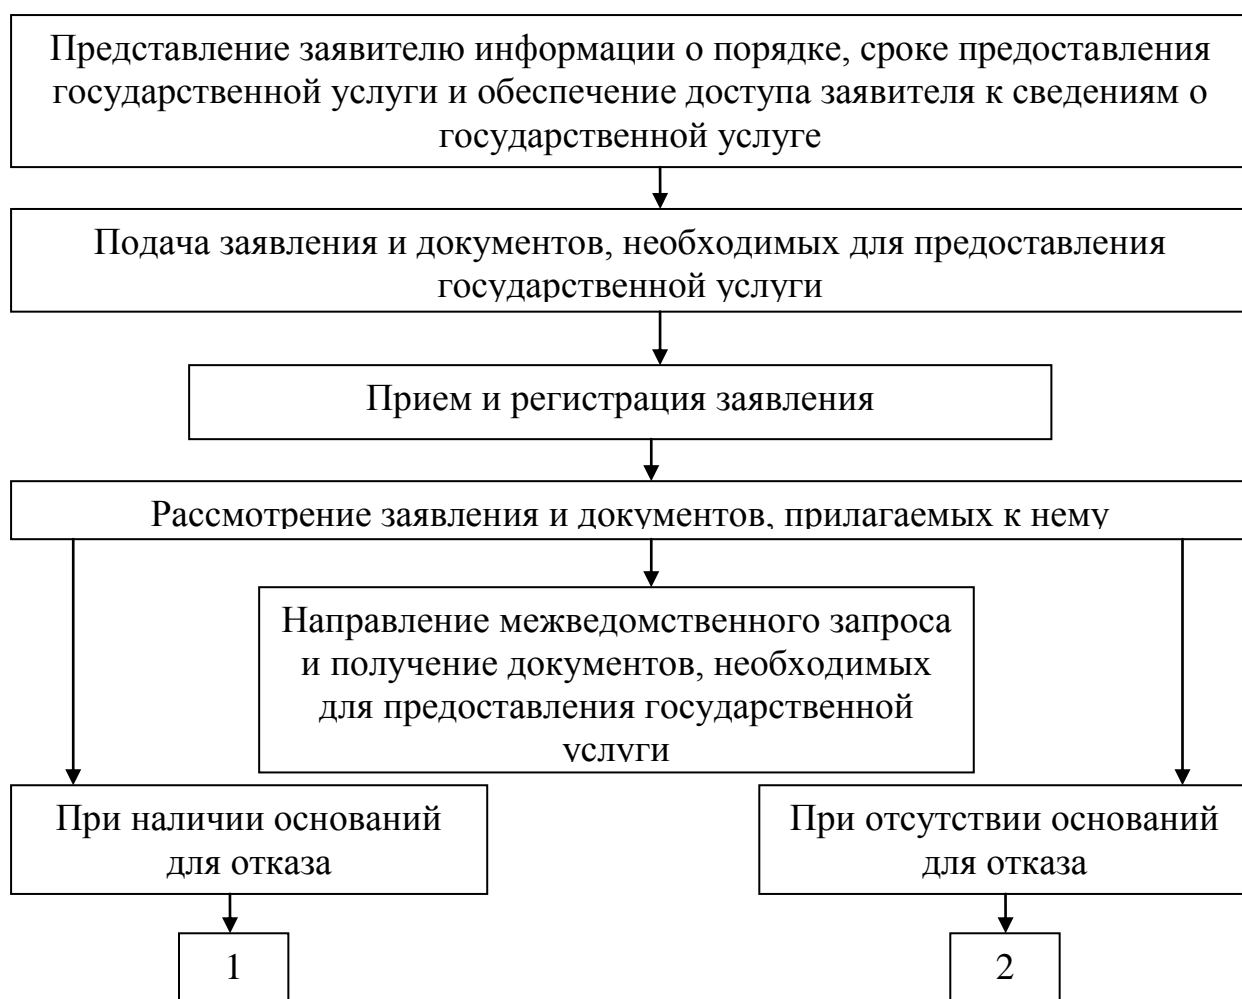 Представление заявителю информации о порядке, сроке предоставления
государственной услуги и обеспечение доступа заявителя к сведениям о
государственной услуге
Подача заявления и документов, необходимых для предоставления
государственной услуги
Прием и регистрация заявления
Рассмотрение заявления и документов, прилагаемых к нему
Направление межведомственного запроса
и получение документов, необходимых
для предоставления государственной
услуги
При наличии оснований
для отказа
При отсутствии оснований
для отказа
1
2